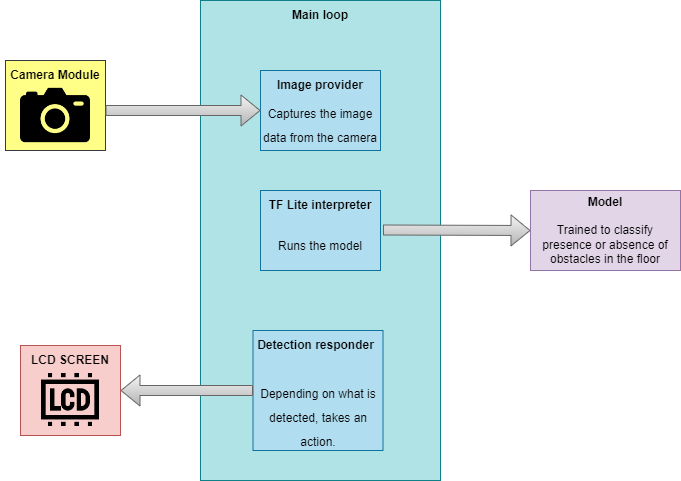 Main loop
Camera Module
Image provider
Captures the image
data from the camera
TF Lite interpreter
Runs the model
Model
Trained to classify
presence or absence of
obstacles in the floor
Detection responder
Depending on what is
detected, takes an
action.
LCD SCREEN
LCD